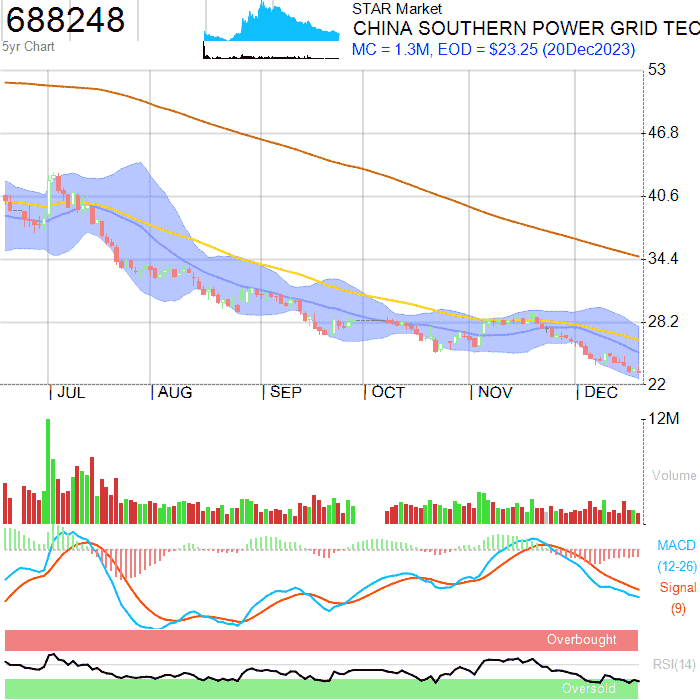 688248
5yr Chart
STAR Market
CHINA SOUTHERN POWER GRID TEC
MC = 1.3M, EOD = $23.25 (20Dec2023)
53
46.8
40.6
34.4
28.2
22
JUL AUG SEP OCT NOV DEC
12M
Volume
MACD
(12-26)
Signal
(9)
Overbought
RSI(14)
Oversold